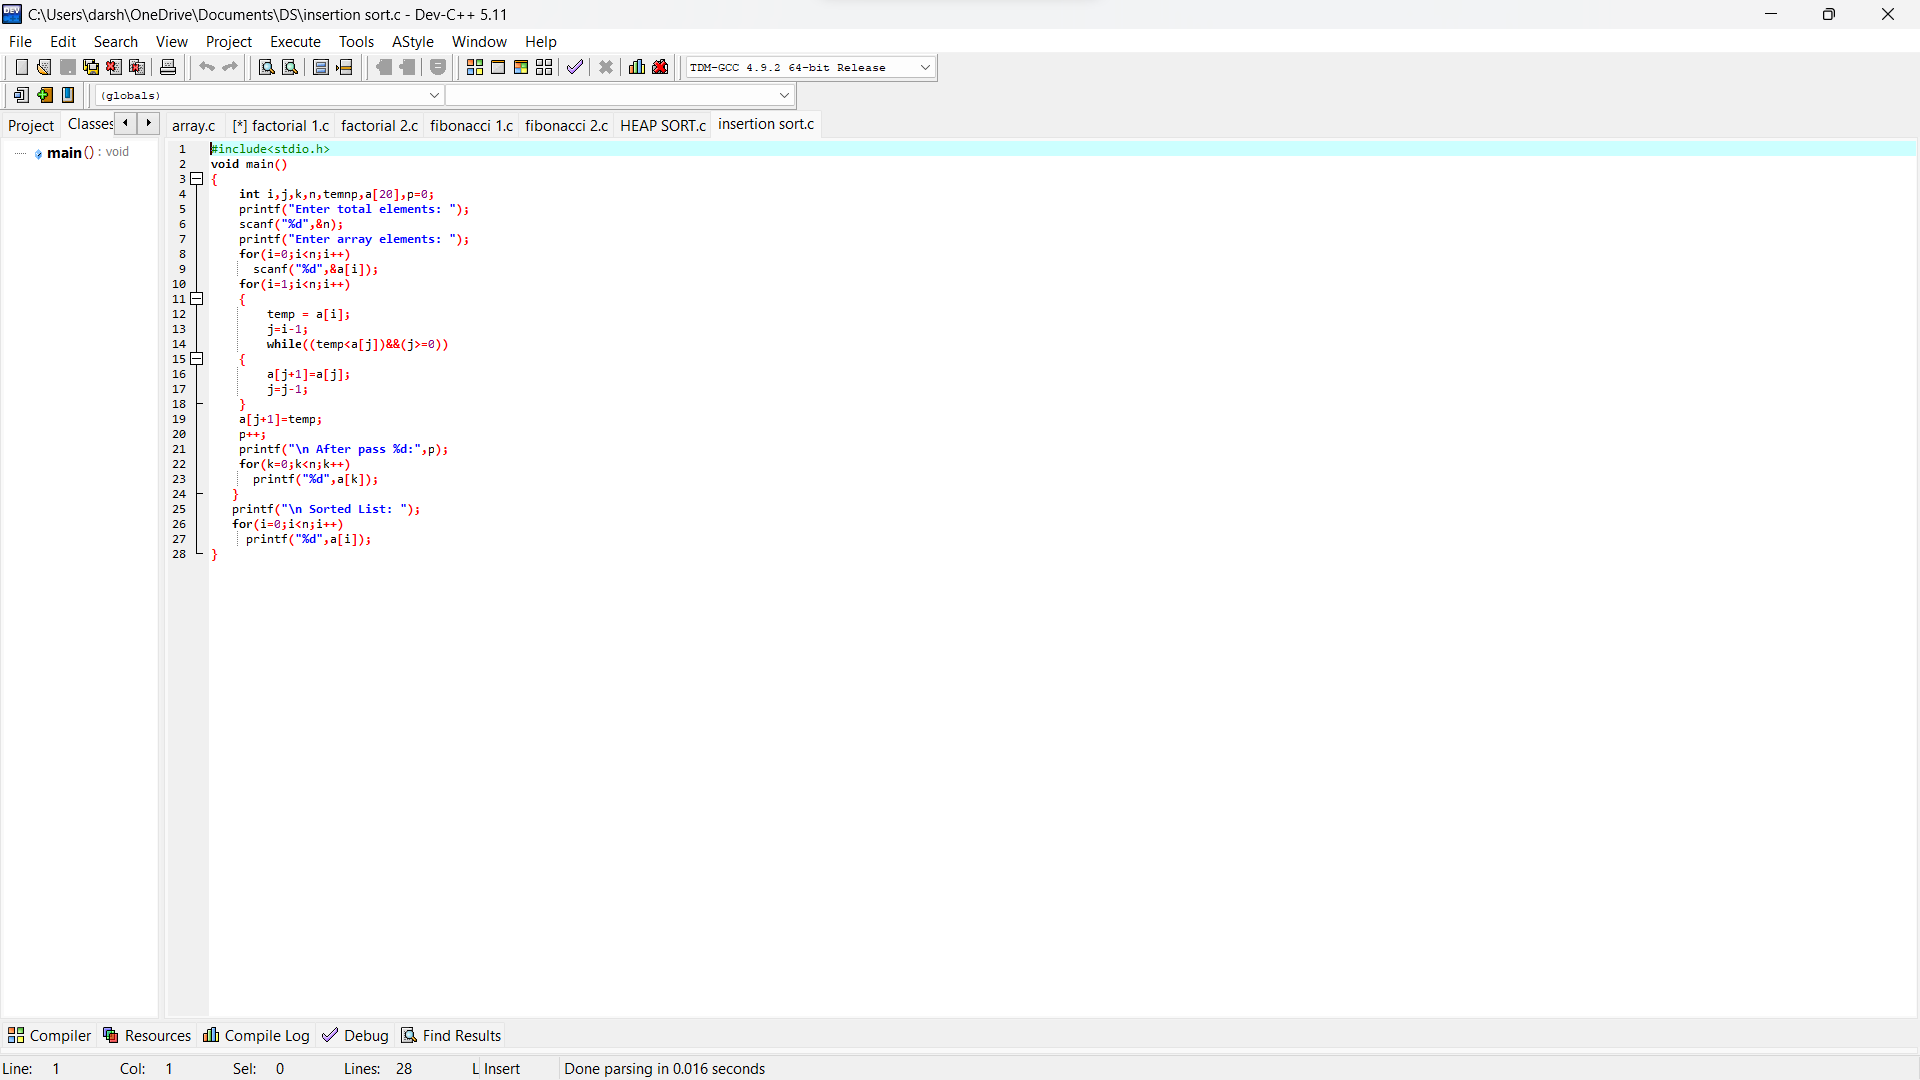 C:\Users\darsh\OneDrive\Documents\DS\insertion sort.c - Dev-C++ 5.11
File Edit Search View Project Execute Tools AStyle Window Help
TDM-GCC 4.9.2 64-bit Release
(globals)
Project Classes array.c [*] factorial 1.c factorial 2.c fibonacci 1.c fibonacci 2.c HEAP SORT.c insertion sort.c
main () : void
1 #include<stdio.h>
2 void main()
3 {
4 int i,j,k,n,temnp,a[20],p=0;
5 printf("Enter total elements: ");
6 scanf("%d",&n);
7 printf("Enter array elements: ");
8 for(i=0;i<n;i++)
9 scanf("%d",&a[i]);
10 for(i=1;i<n;i++)
11 {
12 temp = a[i];
13 j=i-1;
14 while((temp<a[j])&&(j>=0))
15 {
16 a[j+1]=a[j];
17 j=j-1;
18 }
19 a[j+1]=temp;
20 p++;
21 printf("\n After pass %d:",p);
22 for(k=0;k<n;k++)
23 printf("%d",a[k]);
24 }
25 printf("\n Sorted List: ");
26 for(i=0;i<n;i++)
27 printf("%d",a[i]);
28 }
Compiler Resources Compile Log Debug Find Results
Line: 1 Col: 1 Sel: 0 Lines: 28 L Insert Done parsing in 0.016 seconds